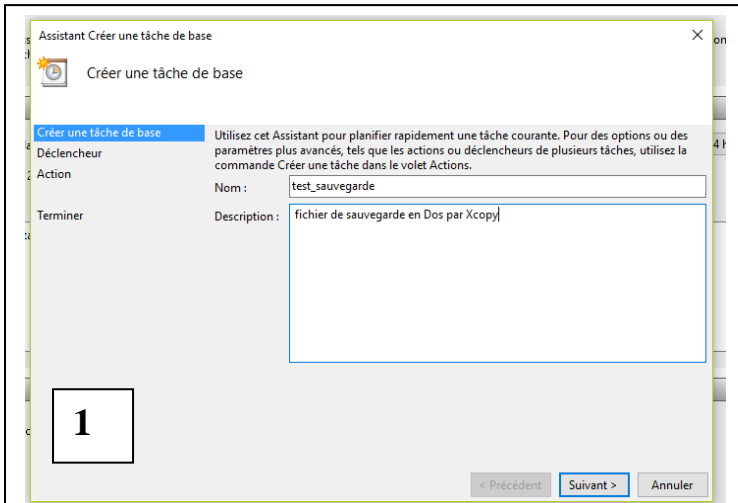 Assistant Créer une tâche de base
Créer une tâche de base
Créer une tâche de base
Déclencheur
Action
Terminer
Utilisez cet Assistant pour planifier rapidement une tâche courante. Pour des options ou des
paramètres plus avancés, tels que les actions ou déclencheurs de plusieurs tâches, utilisez la
commande Créer une tâche dans le volet Actions.
Nom : test_sauvegarde
Description : fichier de sauvegarde en Dos par Xcopy
1
< Précédent Suivant > Annuler